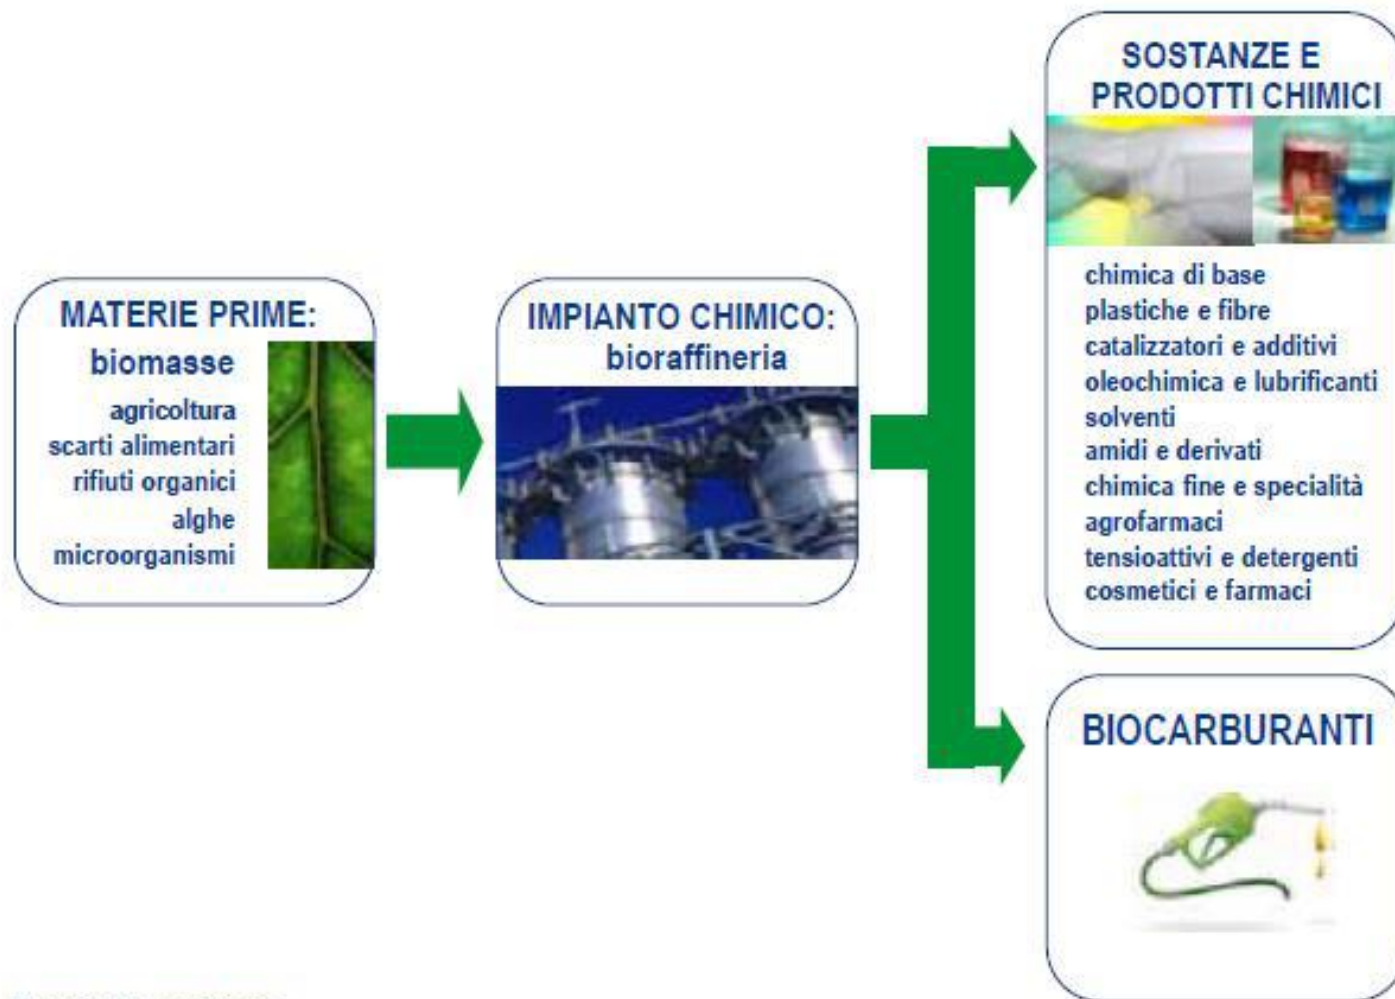 MATERIE PRIME:
biomasse
agricoltura
scarti alimentari
rifiuti organici
alghe
microorganismi
IMPIANTO CHIMICO:
bioraffineria
SOSTANZE E
PRODOTTI CHIMICI
chimica di base
plastiche e fibre
catalizzatori e additivi
oleochimica e lubrificanti
solventi
amidi e derivati
chimica fine e specialità
agrofarmaci
tensioattivi e detergenti
cosmetici e farmaci
BIOCARBURANTI